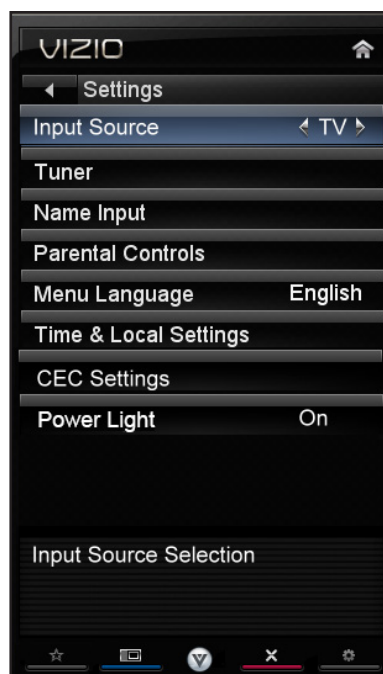 VIZIO
Settings
Input Source TV
Tuner
Name Input
Parental Controls
Menu Language English
Time & Local Settings
CEC Settings
Power Light On
Input Source Selection
V